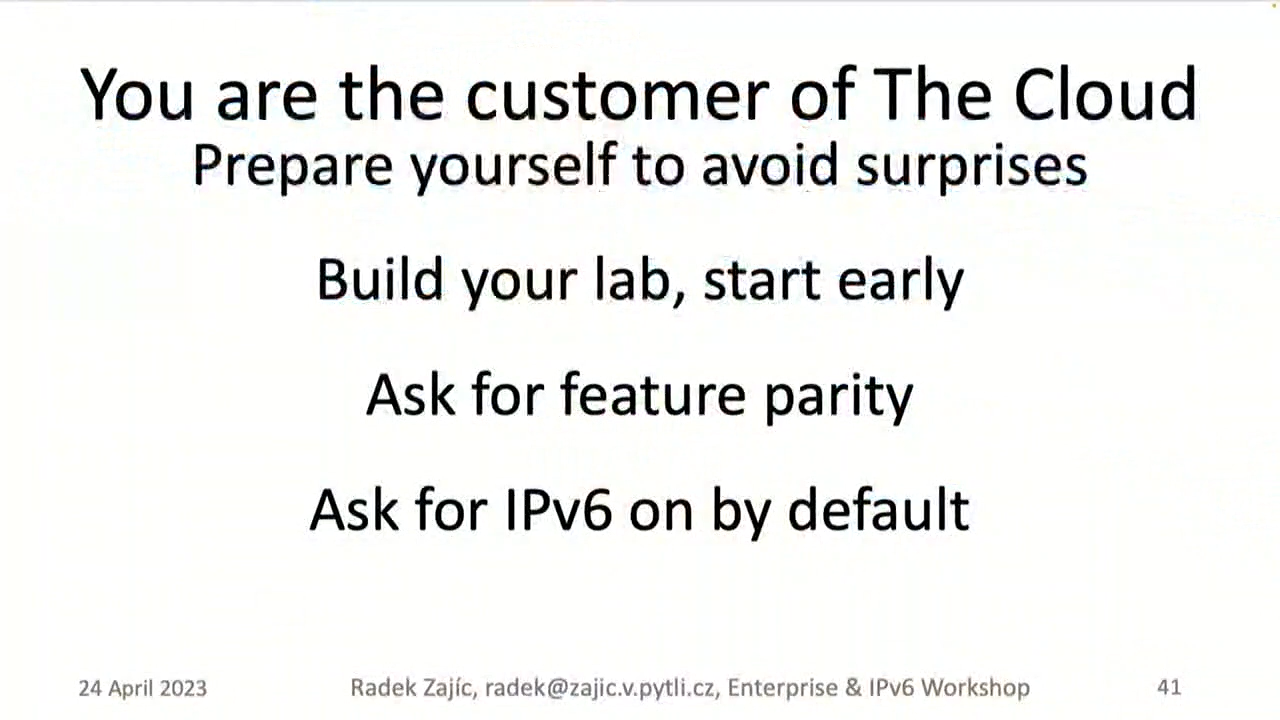 You are the customer of The Cloud
Prepare yourself to avoid surprises
Build your lab, start early
Ask for feature parity
Ask for IPv6 on by default
24 April 2023
Radek Zajíc, radek@zajic.v.pytli.cz, Enterprise & IPv6 Workshop
41